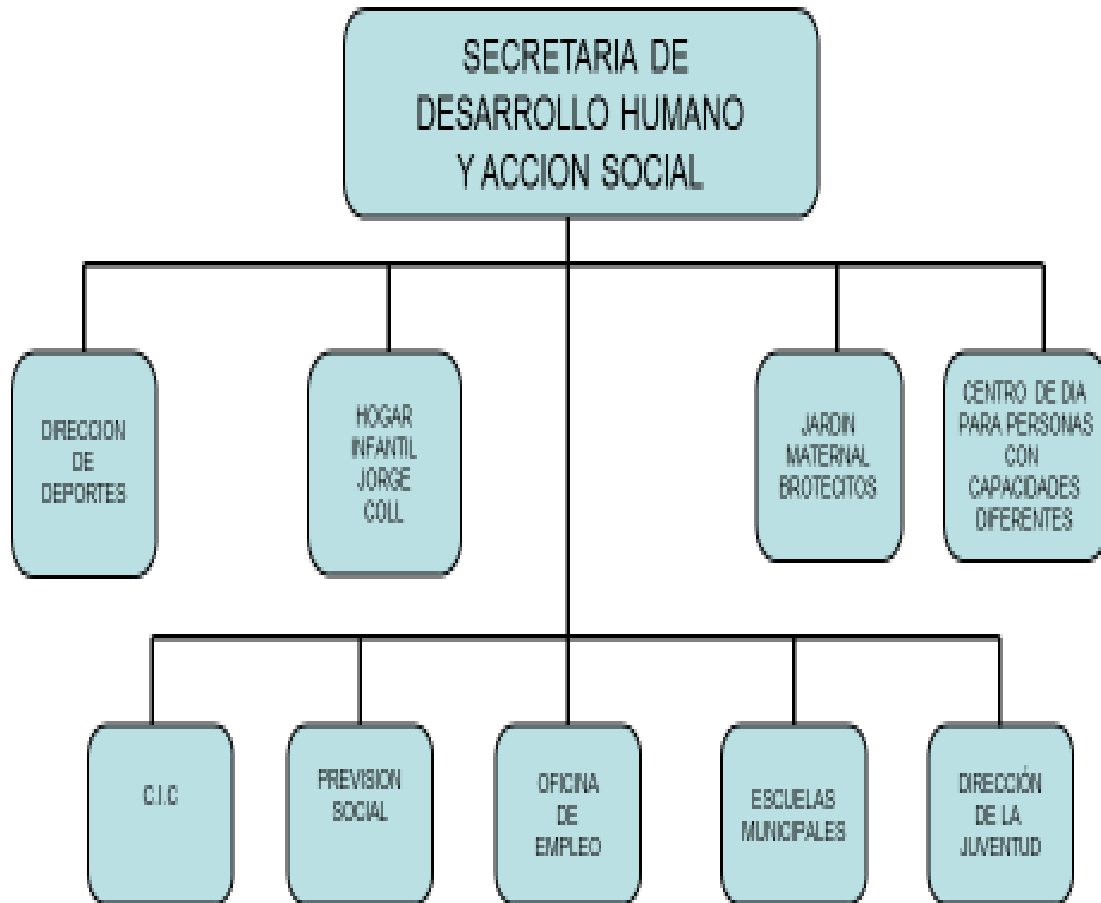 SECRETARIA DE
DESARROLLO HUMANO
Y ACCION SOCIAL
DIRECCION
DE
DEPORTES
HOGAR
INFANTIL
JORGE
COLL
JARDIN
MATERNAL
BROTECITOS
CENTRO DE DIA
PARA PERSONAS
CON
CAPACIDADES
DIFERENTES
C.I.C
PREVISION
SOCIAL
OFICINA
DE
EMPLEO
ESCUELAS
MUNICIPALES
DIRECCIÓN
DE LA
JUVENTUD